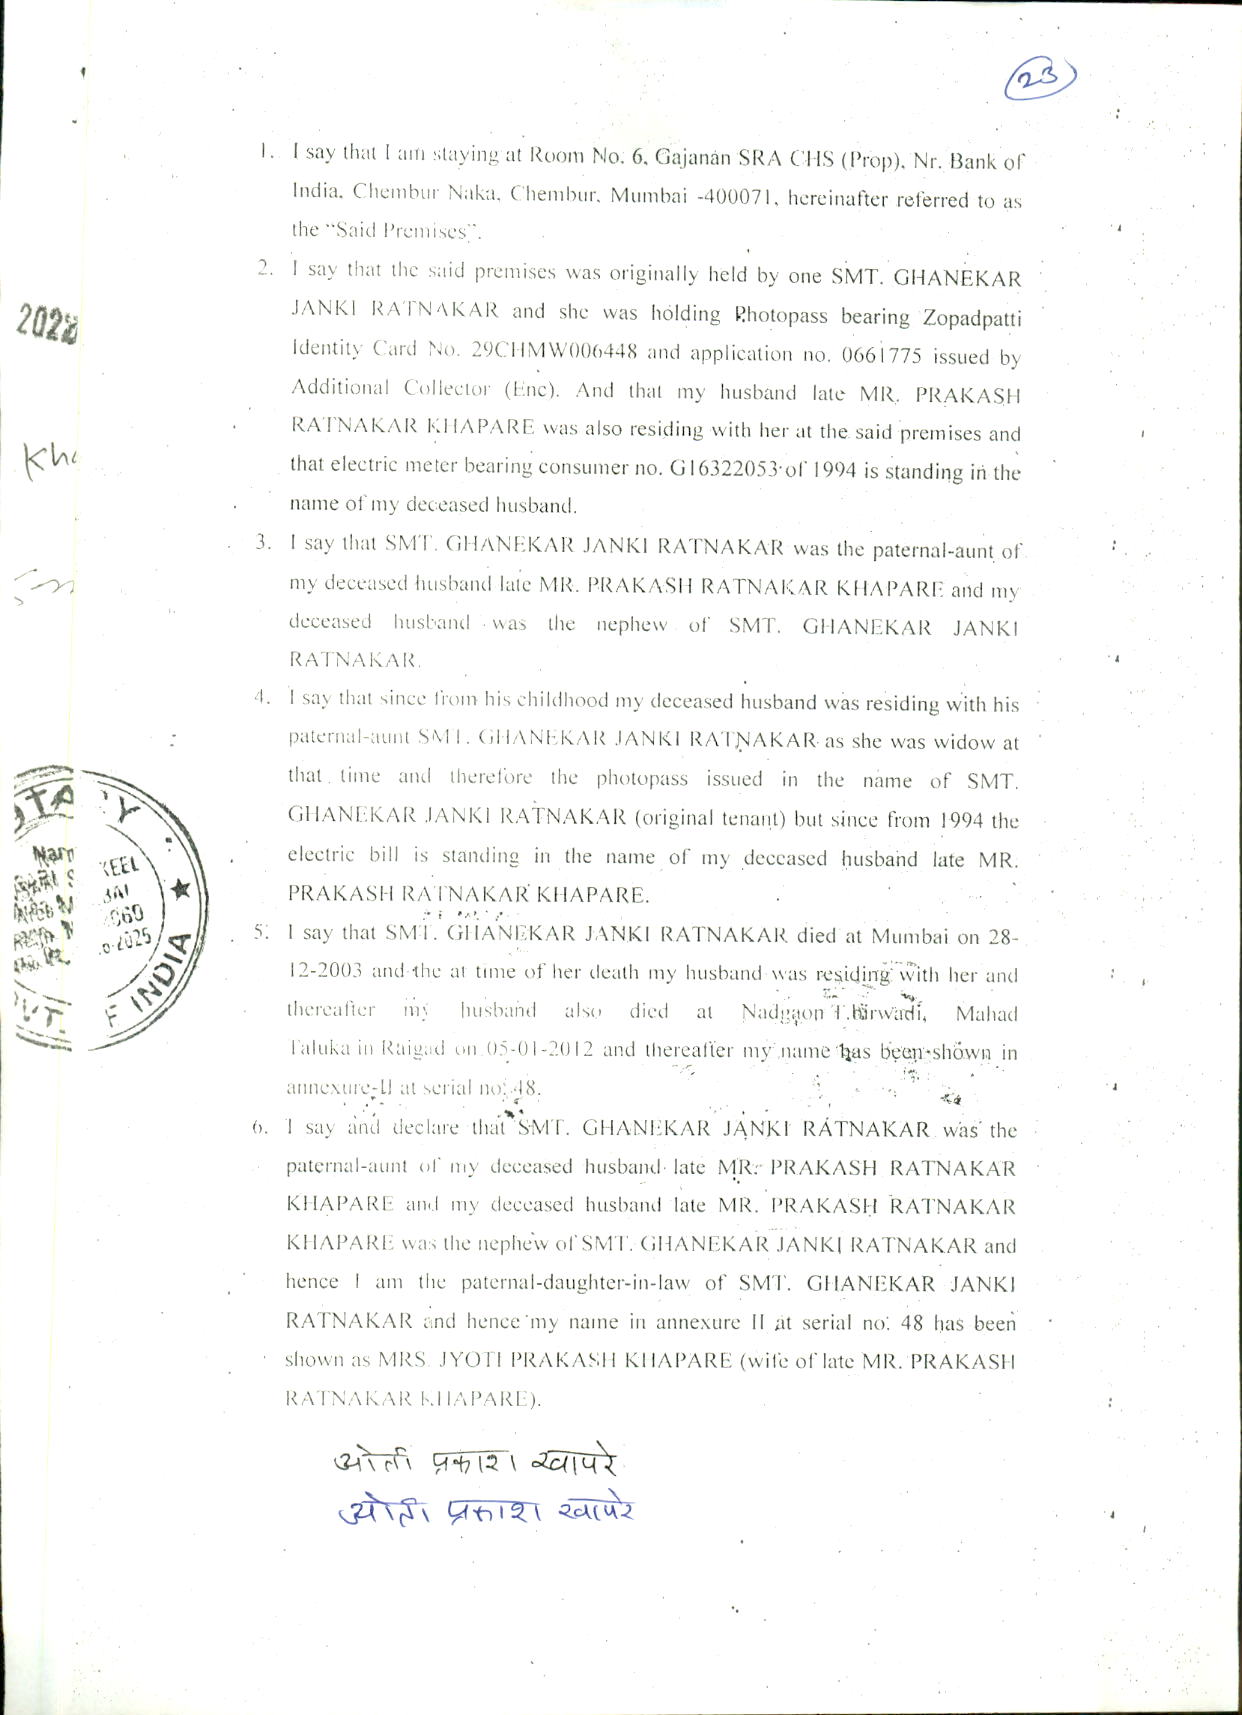 23
1. I say that I am staying at Room No. 6, Gajanan SRA CHS (Prop), Nr. Bank of
India, Chembur Naka, Chembur, Mumbai -400071, hereinafter referred to as
the "Said Premises".
2. I say that the said premises was originally held by one SMT. GHANEKAR
JANKI RATNAKAR and she was holding Photopass bearing Zopadpatti
Identity Card No. 29CHMW006448 and application no. 0661775 issued by
Additional Collector (Enc). And that my husband late MR. PRAKASH
RATNAKAR KHAPARE was also residing with her at the said premises and
that electric meter bearing consumer no. G16322053 of 1994 is standing in the
name of my deceased husband.
3. I say that SMT. GHANEKAR JANKI RATNAKAR was the paternal-aunt of
my deceased husband late MR. PRAKASH RATNAKAR KHAPARE and my
deceased husband was the nephew of SMT. GHANEKAR JANKI
RATNAKAR.
4. I say that since from his childhood my deceased husband was residing with his
paternal-aunt SMT. GHANEKAR JANKI RATNAKAR as she was widow at
that time and therefore the photopass issued in the name of SMT.
GHANEKAR JANKI RATNAKAR (original tenant) but since from 1994 the
electric bill is standing in the name of my deceased husband late MR.
PRAKASH RATNAKAR KHAPARE.
5. I say that SMT. GHANEKAR JANKI RATNAKAR died at Mumbai on 28-
12-2003 and the at time of her death my husband was residing with her and
thereafter my husband also died at Nadgaon T.Birwadi, Mahad
Taluka in Raigad on 05-01-2012 and thereafter my name has been shown in
annexure-II at serial no. 48.
6. I say and declare that SMT. GHANEKAR JANKI RATNAKAR was the
paternal-aunt of my deceased husband late MR. PRAKASH RATNAKAR
KHAPARE and my deceased husband late MR. PRAKASH RATNAKAR
KHAPARE was the nephew of SMT. GHANEKAR JANKI RATNAKAR and
hence I am the paternal-daughter-in-law of SMT. GHANEKAR JANKI
RATNAKAR and hence my name in annexure II at serial no. 48 has been
shown as MRS. JYOTI PRAKASH KHAPARE (wife of late MR. PRAKASH
RATNAKAR KHAPARE).
प्रकाश खापरे
प्रकाश खापरे
INDIA